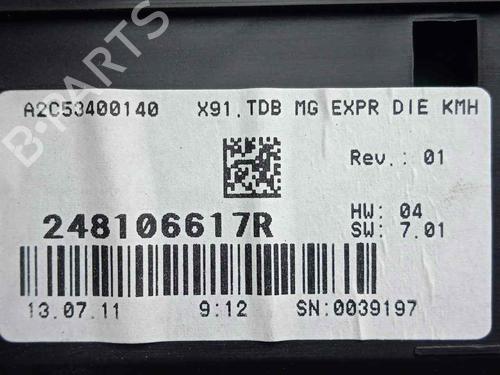 A2C53400140 X91.TDB MG EXPR DIE KMH
Rev.: 01
248106617R
HW: 04
SW: 7.01
13.07.11 9:12 SN:0039197
B-PARTS